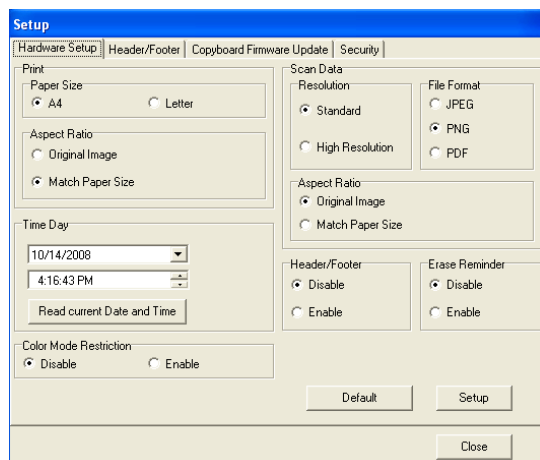 Setup
Hardware Setup Header/Footer Copyboard Firmware Update Security
Print
Paper Size
A4 Letter
Aspect Ratio
Original Image
Match Paper Size
Time Day
10/14/2008
4:16:43 PM
Read current Date and Time
Color Mode Restriction
Disable Enable
Scan Data
Resolution
Standard
High Resolution
File Format
JPEG
PNG
PDF
Aspect Ratio
Original Image
Match Paper Size
Header/Footer
Disable
Enable
Erase Reminder
Disable
Enable
Default Setup
Close